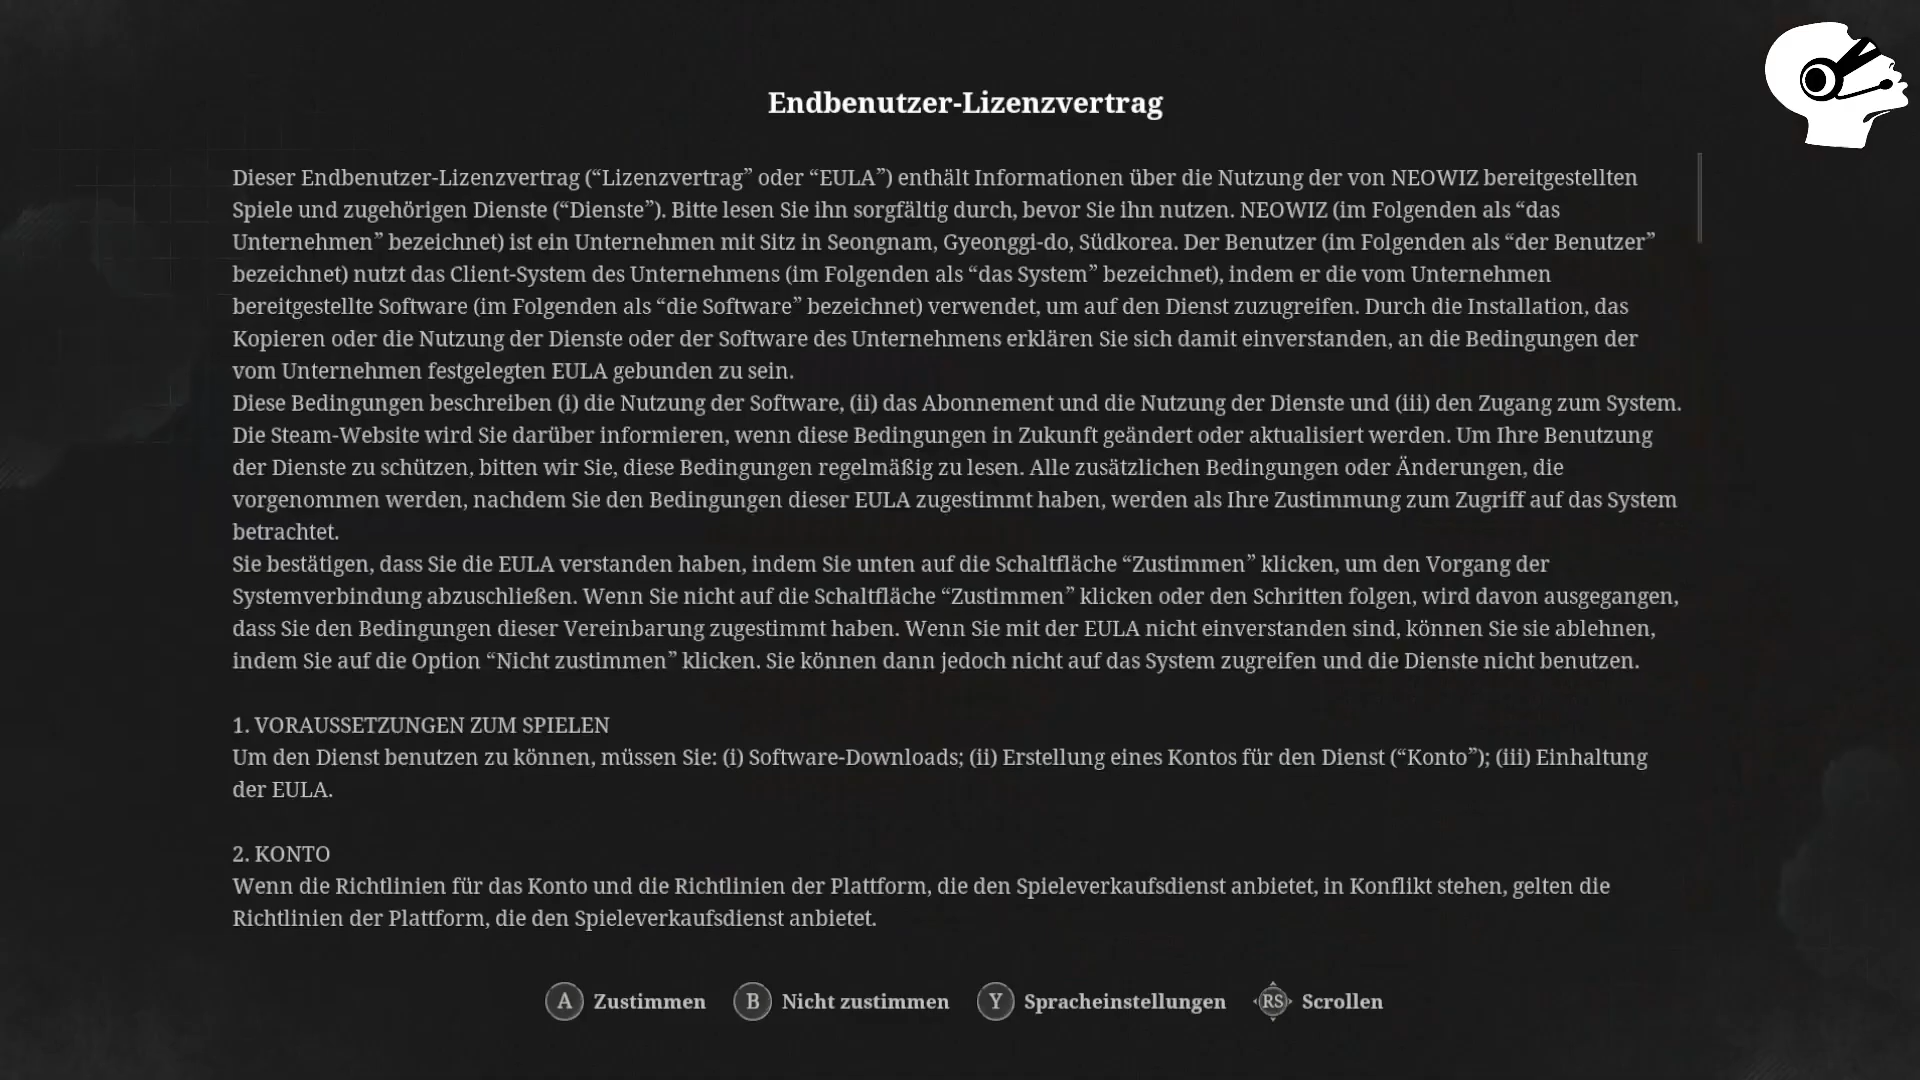 Endbenutzer-Lizenzvertrag
Dieser Endbenutzer-Lizenzvertrag (“Lizenzvertrag” oder “EULA”) enthält Informationen über die Nutzung der von NEOWIZ bereitgestellten
Spiele und zugehörigen Dienste (“Dienste”). Bitte lesen Sie ihn sorgfältig durch, bevor Sie ihn nutzen. NEOWIZ (im Folgenden als “das
Unternehmen” bezeichnet) ist ein Unternehmen mit Sitz in Seongnam, Gyeonggi-do, Südkorea. Der Benutzer (im Folgenden als “der Benutzer”
bezeichnet) nutzt das Client-System des Unternehmens (im Folgenden als “das System” bezeichnet), indem er die vom Unternehmen
bereitgestellte Software (im Folgenden als “die Software” bezeichnet) verwendet, um auf den Dienst zuzugreifen. Durch die Installation, das
Kopieren oder die Nutzung der Dienste oder der Software des Unternehmens erklären Sie sich damit einverstanden, an die Bedingungen der
vom Unternehmen festgelegten EULA gebunden zu sein.
Diese Bedingungen beschreiben (i) die Nutzung der Software, (ii) das Abonnement und die Nutzung der Dienste und (iii) den Zugang zum System.
Die Steam-Website wird Sie darüber informieren, wenn diese Bedingungen in Zukunft geändert oder aktualisiert werden. Um Ihre Benutzung
der Dienste zu schützen, bitten wir Sie, diese Bedingungen regelmäßig zu lesen. Alle zusätzlichen Bedingungen oder Änderungen, die
vorgenommen werden, nachdem Sie den Bedingungen dieser EULA zugestimmt haben, werden als Ihre Zustimmung zum Zugriff auf das System
betrachtet.
Sie bestätigen, dass Sie die EULA verstanden haben, indem Sie unten auf die Schaltfläche “Zustimmen” klicken, um den Vorgang der
Systemverbindung abzuschließen. Wenn Sie nicht auf die Schaltfläche “Zustimmen” klicken oder den Schritten folgen, wird davon ausgegangen,
dass Sie den Bedingungen dieser Vereinbarung zugestimmt haben. Wenn Sie mit der EULA nicht einverstanden sind, können Sie sie ablehnen,
indem Sie auf die Option “Nicht zustimmen” klicken. Sie können dann jedoch nicht auf das System zugreifen und die Dienste nicht benutzen.
1. VORAUSSETZUNGEN ZUM SPIELEN
Um den Dienst benutzen zu können, müssen Sie: (i) Software-Downloads; (ii) Erstellung eines Kontos für den Dienst (“Konto”); (iii) Einhaltung
der EULA.
2. KONTO
Wenn die Richtlinien für das Konto und die Richtlinien der Plattform, die den Spieleverkaufsdienst anbietet, in Konflikt stehen, gelten die
Richtlinien der Plattform, die den Spieleverkaufsdienst anbietet.
A Zustimmen B Nicht zustimmen Y Spracheinstellungen RS Scrollen